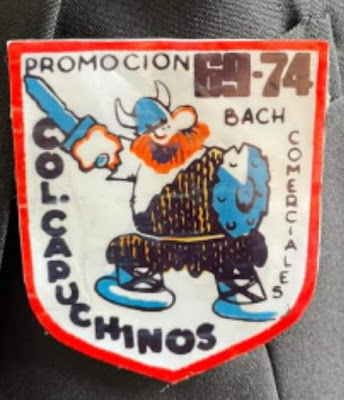 PROMOCION 69-74
BACH
COMERCIALES
COL. CAPUCHINOS